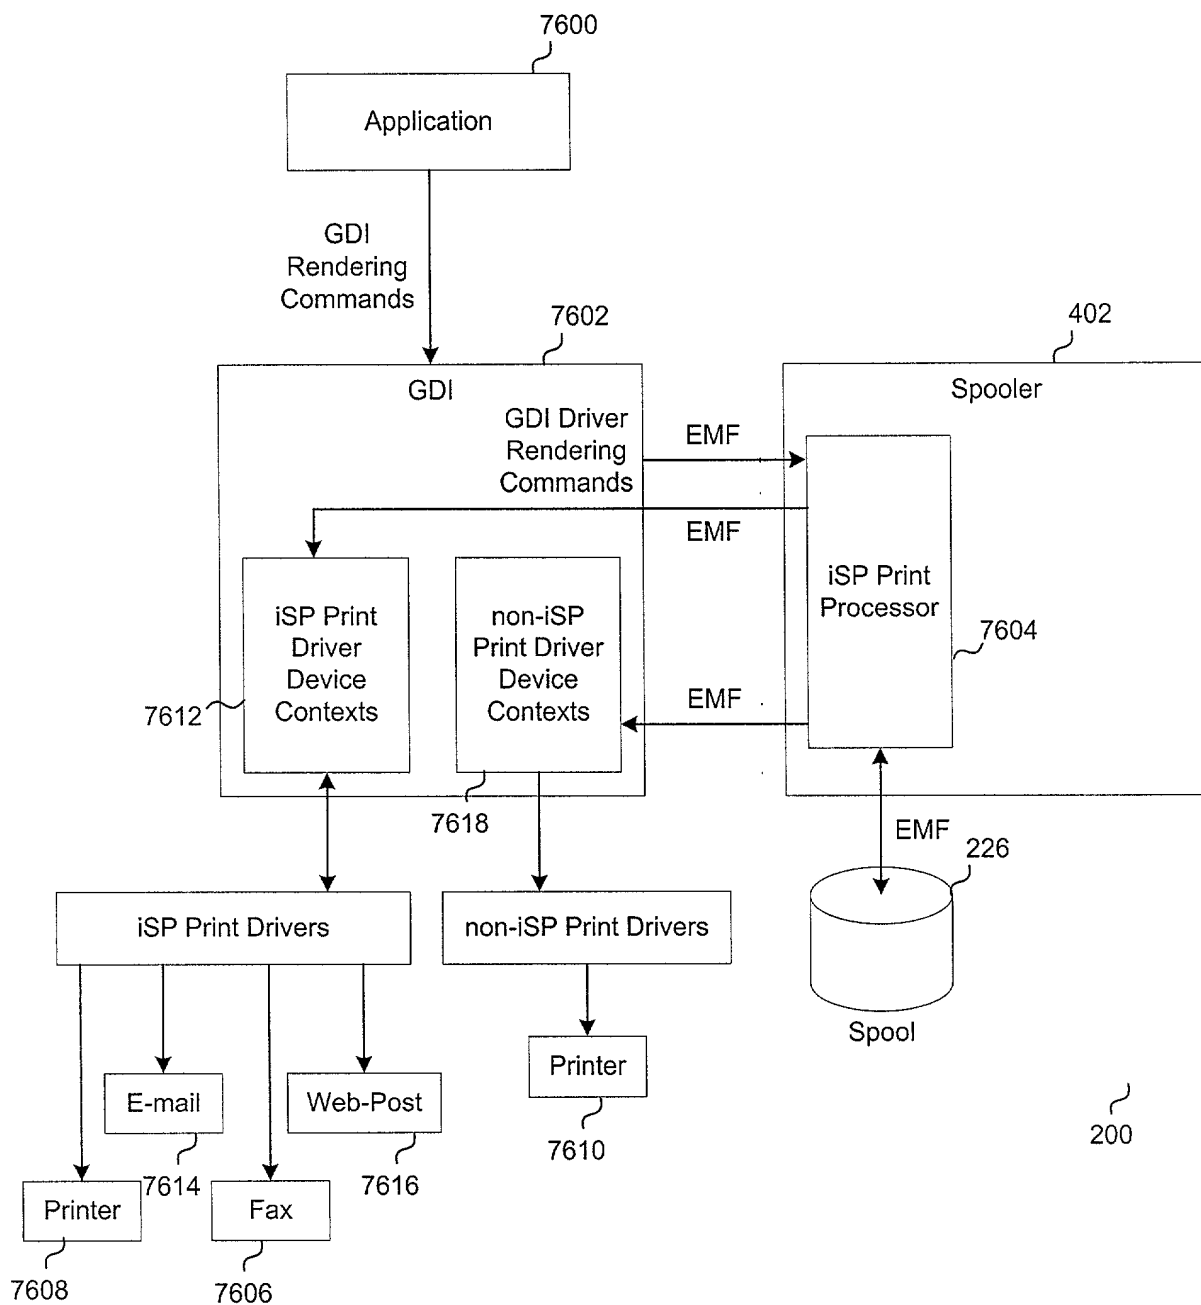 7600
Application
GDI
Rendering
Commands
7602
402
GDI
Spooler
GDI Driver
Rendering
Commands
EMF
EMF
iSP Print
Driver
Device
Contexts
non-iSP
Print Driver
Device
Contexts
iSP Print
Processor
7604
EMF
7612
7618
EMF
226
iSP Print Drivers
non-iSP Print Drivers
Spool
Printer
E-mail
Web-Post
7610
200
7614
7616
Printer
Fax
7608
7606